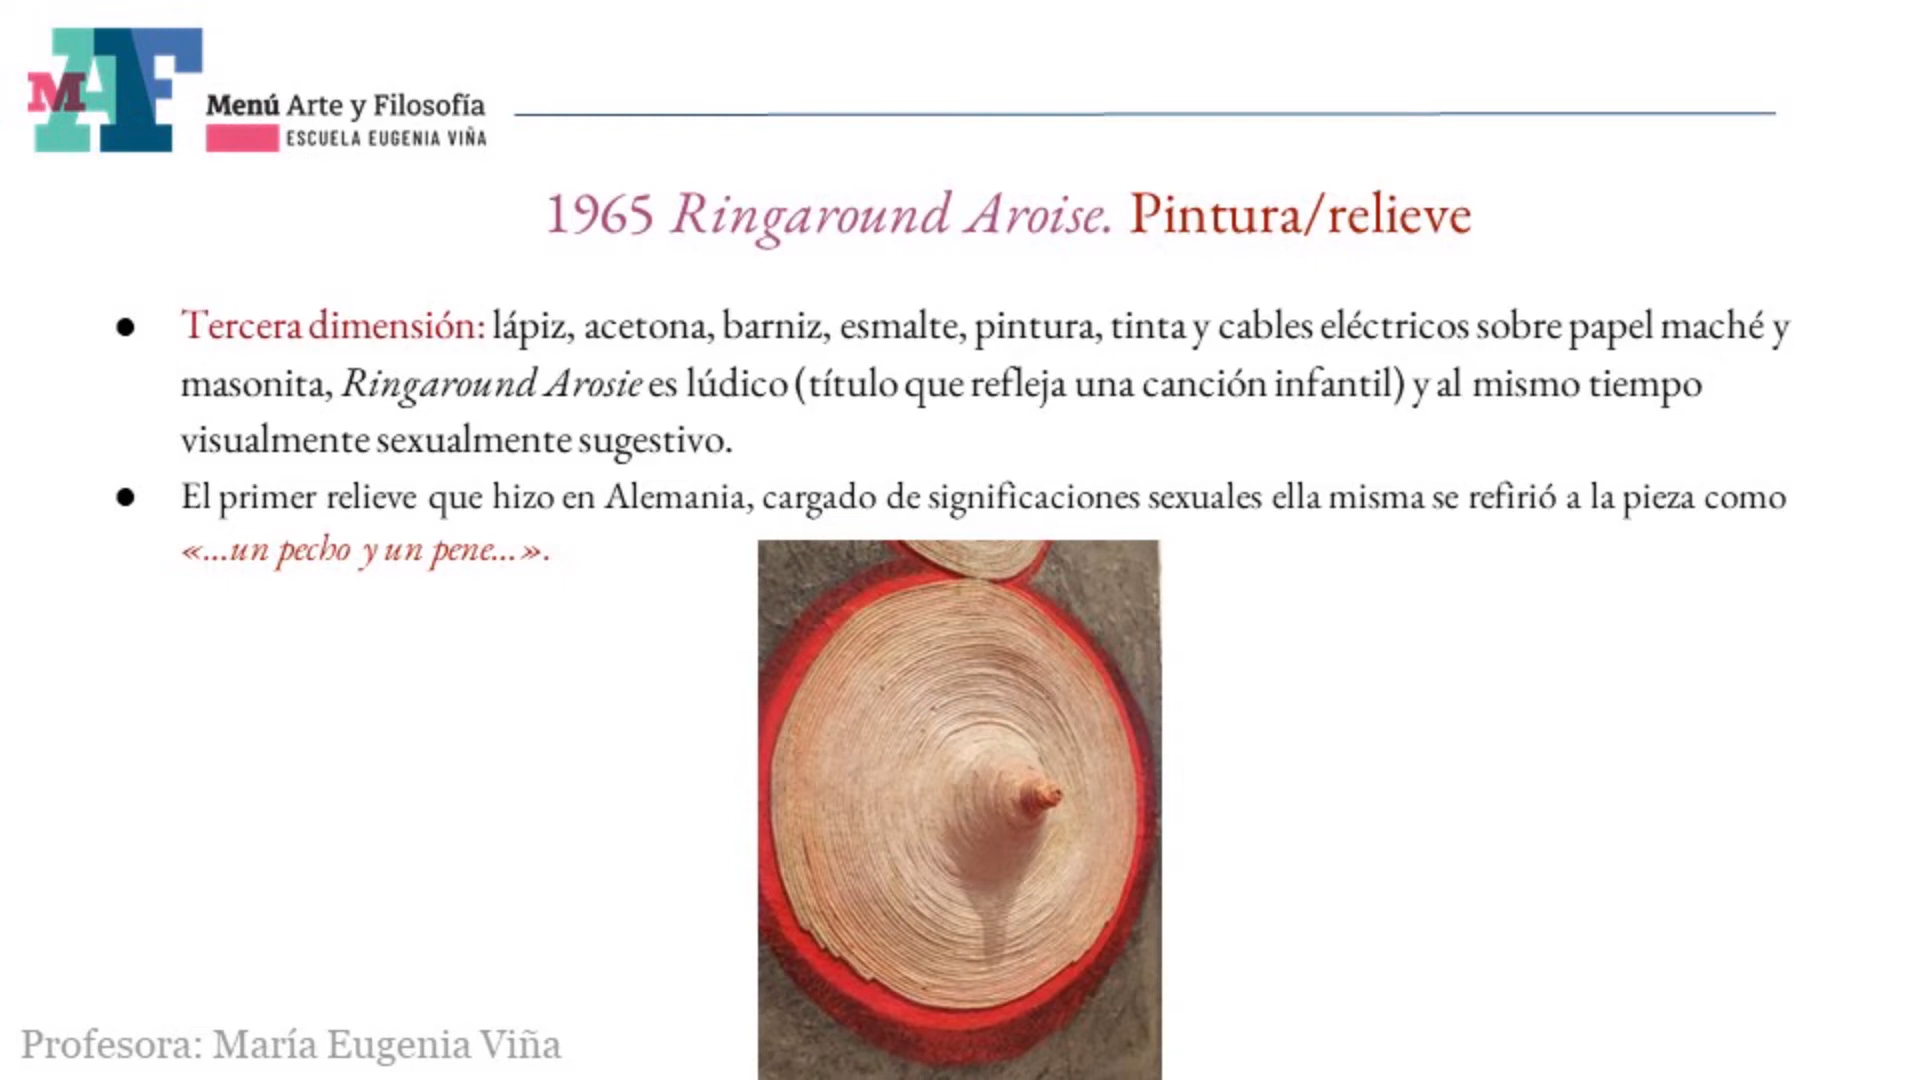 MAF
Menú Arte y Filosofía
ESCUELA EUGENIA VIÑA
1965 Ringaround Aroise. Pintura/relieve
● Tercera dimensión: lápiz, acetona, barniz, esmalte, pintura, tinta y cables eléctricos sobre papel maché y
masonita, Ringaround Arosie es lúdico (título que refleja una canción infantil) y al mismo tiempo
visualmente sexualmente sugestivo.
● El primer relieve que hizo en Alemania, cargado de significaciones sexuales ella misma se refirió a la pieza como
«...un pecho y un pene...».
Profesora: María Eugenia Viña